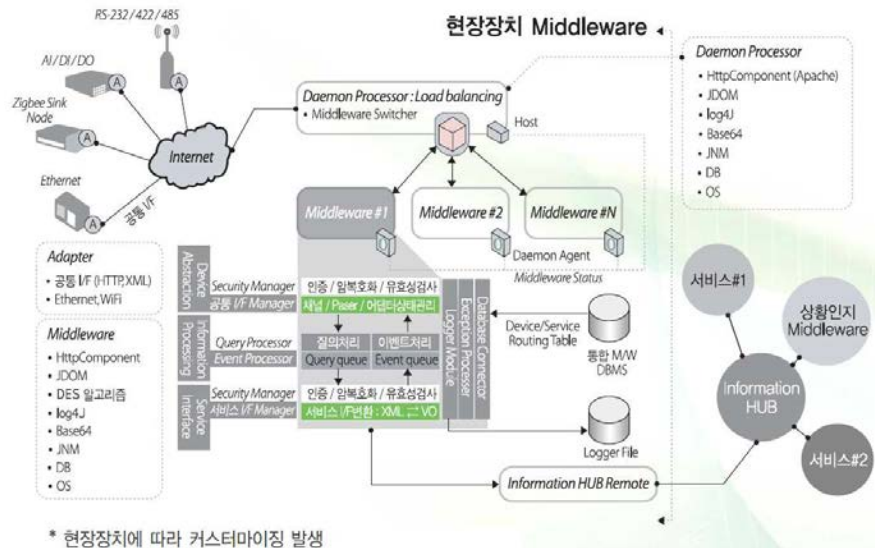 현장장치 Middleware
RS-232 / 422 / 485
AI / DI / DO
Zigbee Sink
Node
Ethernet
A
A
A
A
Internet
공통 I/F
Daemon Processor : Load balancing
• Middleware Switcher
Host
Middleware #1
Middleware #2
Middleware #N
Daemon Agent
Middleware Status
Daemon Processor
• HttpComponent (Apache)
• JDOM
• log4J
• Base64
• JNM
• DB
• OS
Adapter
• 공통 I/F (HTTP,XML)
• Ethernet,WiFi
Middleware
• HttpComponent
• JDOM
• DES 알고리즘
• log4J
• Base64
• JNM
• DB
• OS
Device
Abstraction
Information
Processing
Service
Interface
Security Manager
공통 I/F Manager
Query Processor
Event Processor
Security Manager
서비스 I/F Manager
인증 / 암복호화 / 유효성검사
채널 / Paser / 어댑터상태관리
질의처리
Query queue
이벤트처리
Event queue
인증 / 암복호화 / 유효성검사
서비스 I/F변환 : XML ⇄ VO
Logger Module
Exception Processer
Database Connector
Device/Service
Routing Table
통합 M/W
DBMS
Logger File
Information HUB Remote
서비스#1
상황인지
Middleware
Information
HUB
서비스#2
* 현장장치에 따라 커스터마이징 발생